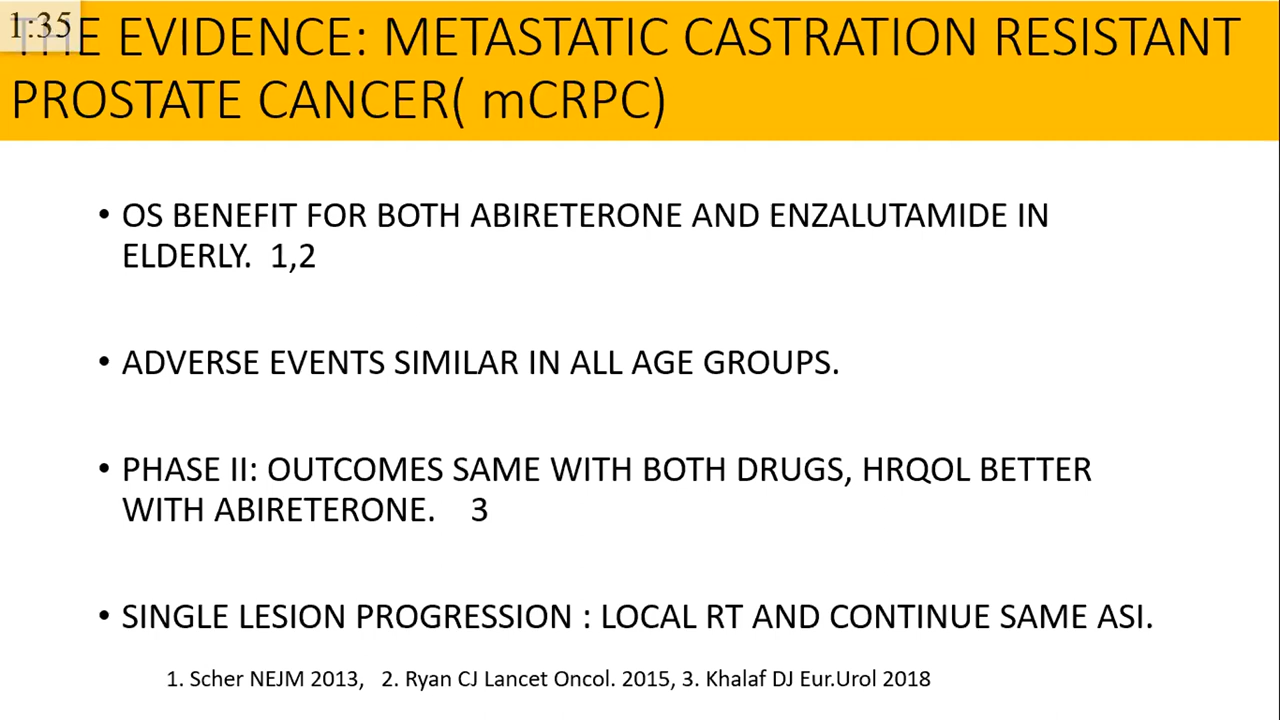 1:35
THE EVIDENCE: METASTATIC CASTRATION RESISTANT
PROSTATE CANCER( mCRPC)
• OS BENEFIT FOR BOTH ABIRETERONE AND ENZALUTAMIDE IN
ELDERLY. 1,2
• ADVERSE EVENTS SIMILAR IN ALL AGE GROUPS.
• PHASE II: OUTCOMES SAME WITH BOTH DRUGS, HRQOL BETTER
WITH ABIRETERONE. 3
• SINGLE LESION PROGRESSION : LOCAL RT AND CONTINUE SAME ASI.
1. Scher NEJM 2013, 2. Ryan CJ Lancet Oncol. 2015, 3. Khalaf DJ Eur.Urol 2018